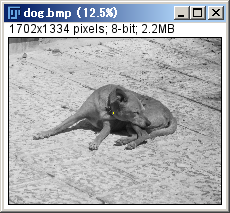 dog.bmp (12.5%)
1702x1334 pixels; 8-bit; 2.2MB